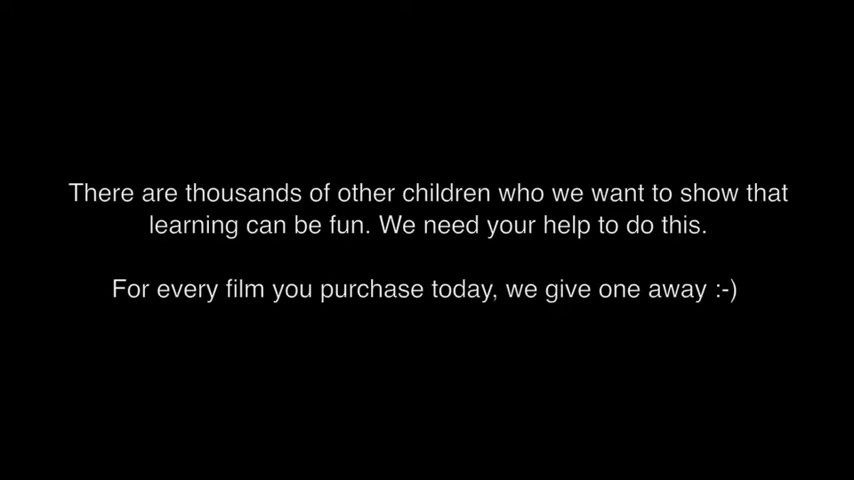 There are thousands of other children who we want to show that
learning can be fun. We need your help to do this.
For every film you purchase today, we give one away :-)